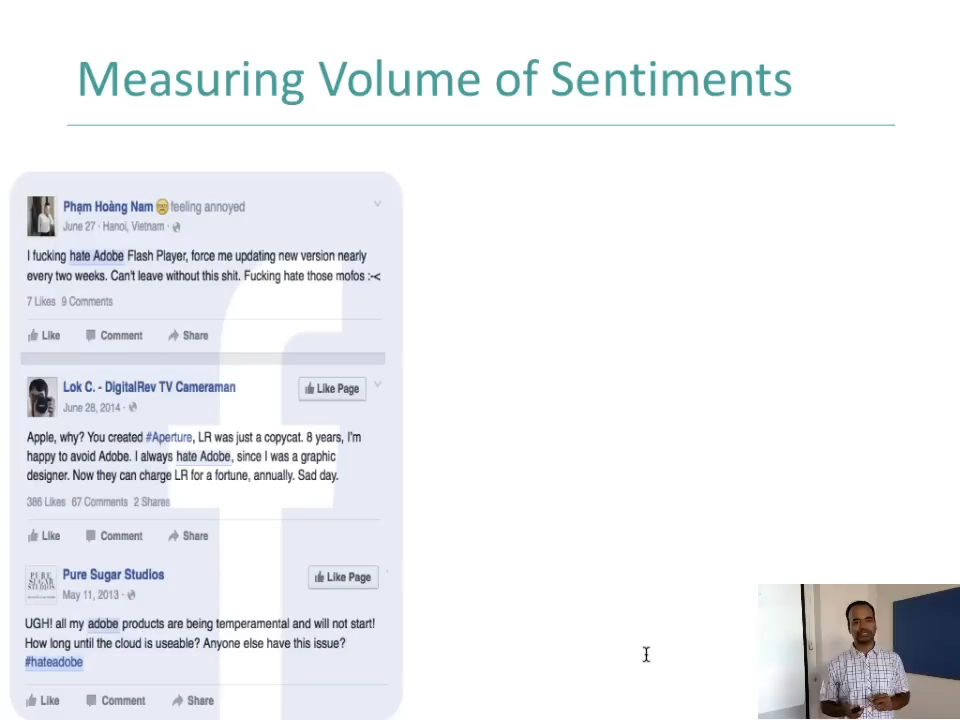 Measuring Volume of Sentiments
Phạm Hoàng Nam feeling annoyed
June 27 · Hanoi, Vietnam ·
I fucking hate Adobe Flash Player, force me updating new version nearly
every two weeks. Can't leave without this shit. Fucking hate those mofos :-<
7 Likes 9 Comments
Like Comment Share
Lok C. - DigitalRev TV Cameraman
Like Page
June 28, 2014 ·
Apple, why? You created #Aperture, LR was just a copycat. 8 years, I'm
happy to avoid Adobe. I always hate Adobe, since I was a graphic
designer. Now they can charge LR for a fortune, annually. Sad day.
386 Likes 67 Comments 2 Shares
Like Comment Share
PURE
SUGAR
STUDIOS
Pure Sugar Studios
Like Page
May 11, 2013 ·
UGH! all my adobe products are being temperamental and will not start!
How long until the cloud is useable? Anyone else have this issue?
#hateadobe
Like Comment Share